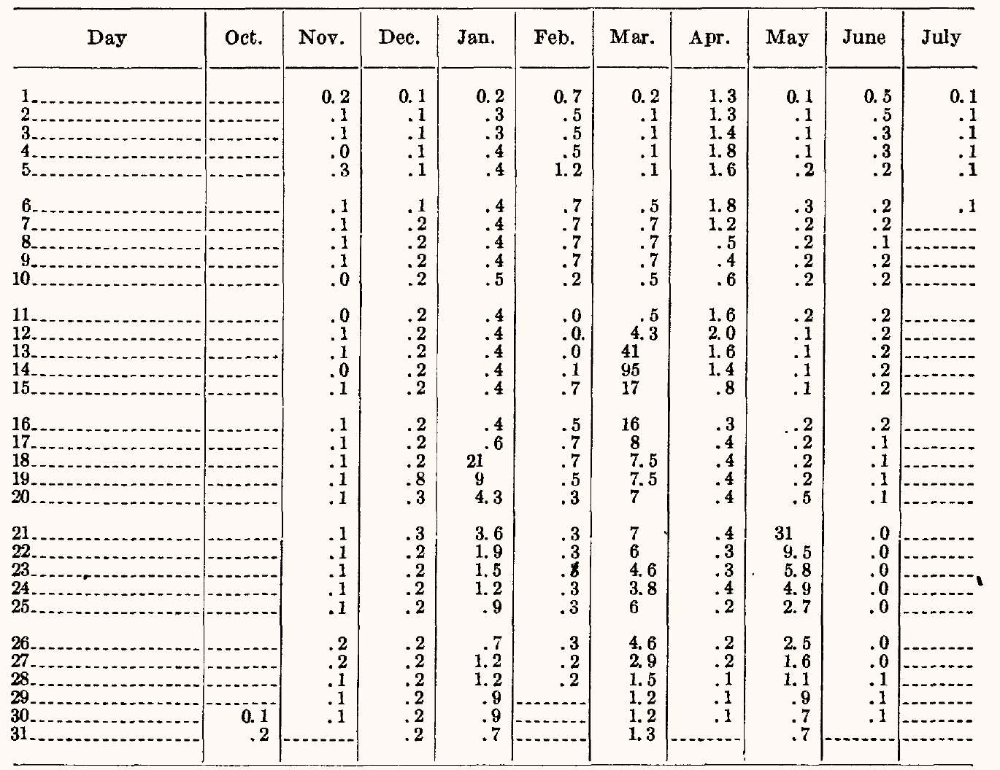 Day Oct. Nov. Dec. Jan. Feb. Mar. Apr. May June July
1 0.2 0.1 0.2 0.7 0.2 1.3 0.1 0.5 0.1
2 .1 .1 .3 .5 .1 1.3 .1 .5 .1
3 .1 .1 .3 .5 .1 1.4 .1 .3 .1
4 .0 .1 .4 .5 .1 1.8 .1 .3 .1
5 .3 .1 .4 1.2 .1 1.6 .2 .2 .1
6 .1 .1 .4 .7 .5 1.8 .3 .2 .1
7 .1 .2 .4 .7 .7 1.2 .2 .2
8 .1 .2 .4 .7 .7 .5 .2 .1
9 .1 .2 .4 .7 .7 .4 .2 .2
10 .0 .2 .5 .2 .5 .6 .2 .2
11 .0 .2 .4 .0 .5 1.6 .2 .2
12 .1 .2 .4 .0. 4.3 2.0 .1 .2
13 .1 .2 .4 .0 41 1.6 .1 .2
14 .0 .2 .4 .1 95 1.4 .1 .2
15 .1 .2 .4 .7 17 .8 .1 .2
16 .1 .2 .4 .5 16 .3 .2 .2
17 .1 .2 .6 .7 8 .4 .2 .1
18 .1 .2 21 .7 7.5 .4 .2 .1
19 .1 .8 9 .5 7.5 .4 .2 .1
20 .1 .3 4.3 .3 7 .4 .5 .1
21 .1 .3 3.6 .3 7 .4 31 .0
22 .1 .2 1.9 .3 6 .3 9.5 .0
23 .1 .2 1.5 4.6 .3 5.8 .0
24 .1 .2 1.2 .3 3.8 .4 4.9 .0
25 .1 .2 .9 .3 6 .2 2.7 .0
26 .2 .2 .7 .3 4.6 .2 2.5 .0
27 .2 .2 1.2 .2 2.9 .2 1.6 .0
28 .1 .2 1.2 .2 1.5 .1 1.1 .1
29 .1 .2 .9 1.2 .1 .9 .1
30 0.1 .1 .2 .9 1.2 .1 .7 .1
31 .2 .2 .7 1.3 .7